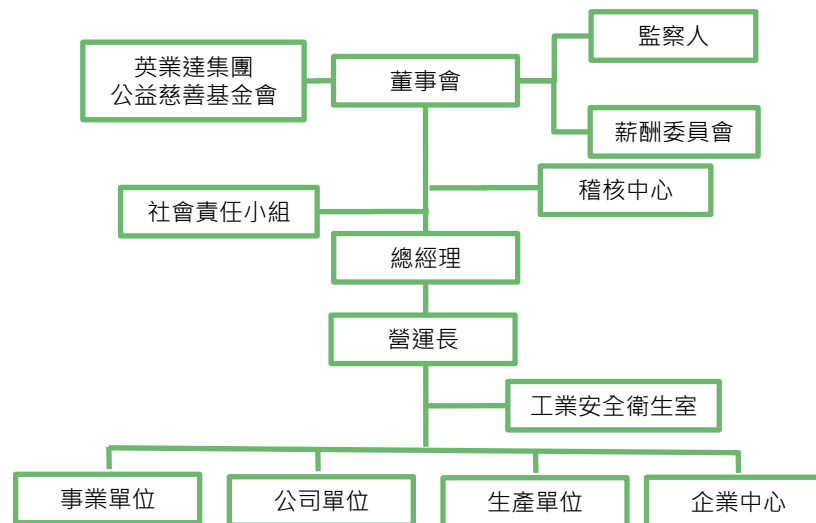 監察人
英業達集團
公益慈善基金會
董事會
薪酬委員會
稽核中心
社會責任小組
總經理
營運長
工業安全衛生室
事業單位
公司單位
生產單位
企業中心